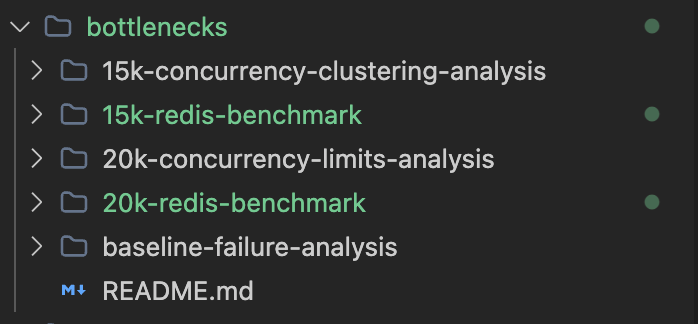 bottlenecks
15k-concurrency-clustering-analysis
15k-redis-benchmark
20k-concurrency-limits-analysis
20k-redis-benchmark
baseline-failure-analysis
README.md